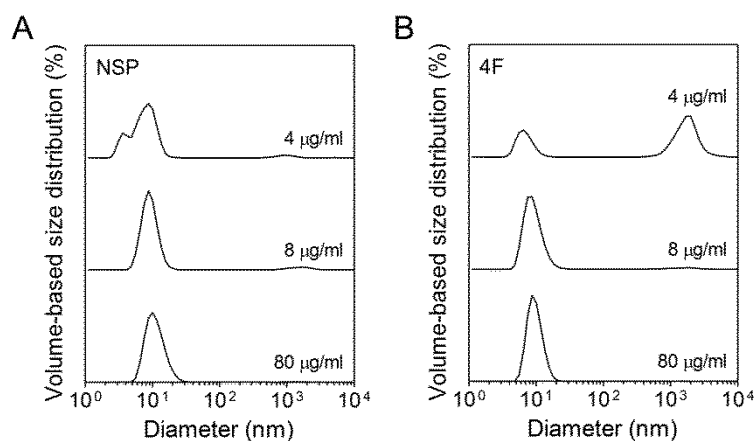 A
NSP
4 μg/ml
8 μg/ml
80 μg/ml
Volume-based size distribution (%)
10⁰ 10¹ 10² 10³ 10⁴
Diameter (nm)
B
4F
4 μg/ml
8 μg/ml
80 μg/ml
Volume-based size distribution (%)
10⁰ 10¹ 10² 10³ 10⁴
Diameter (nm)